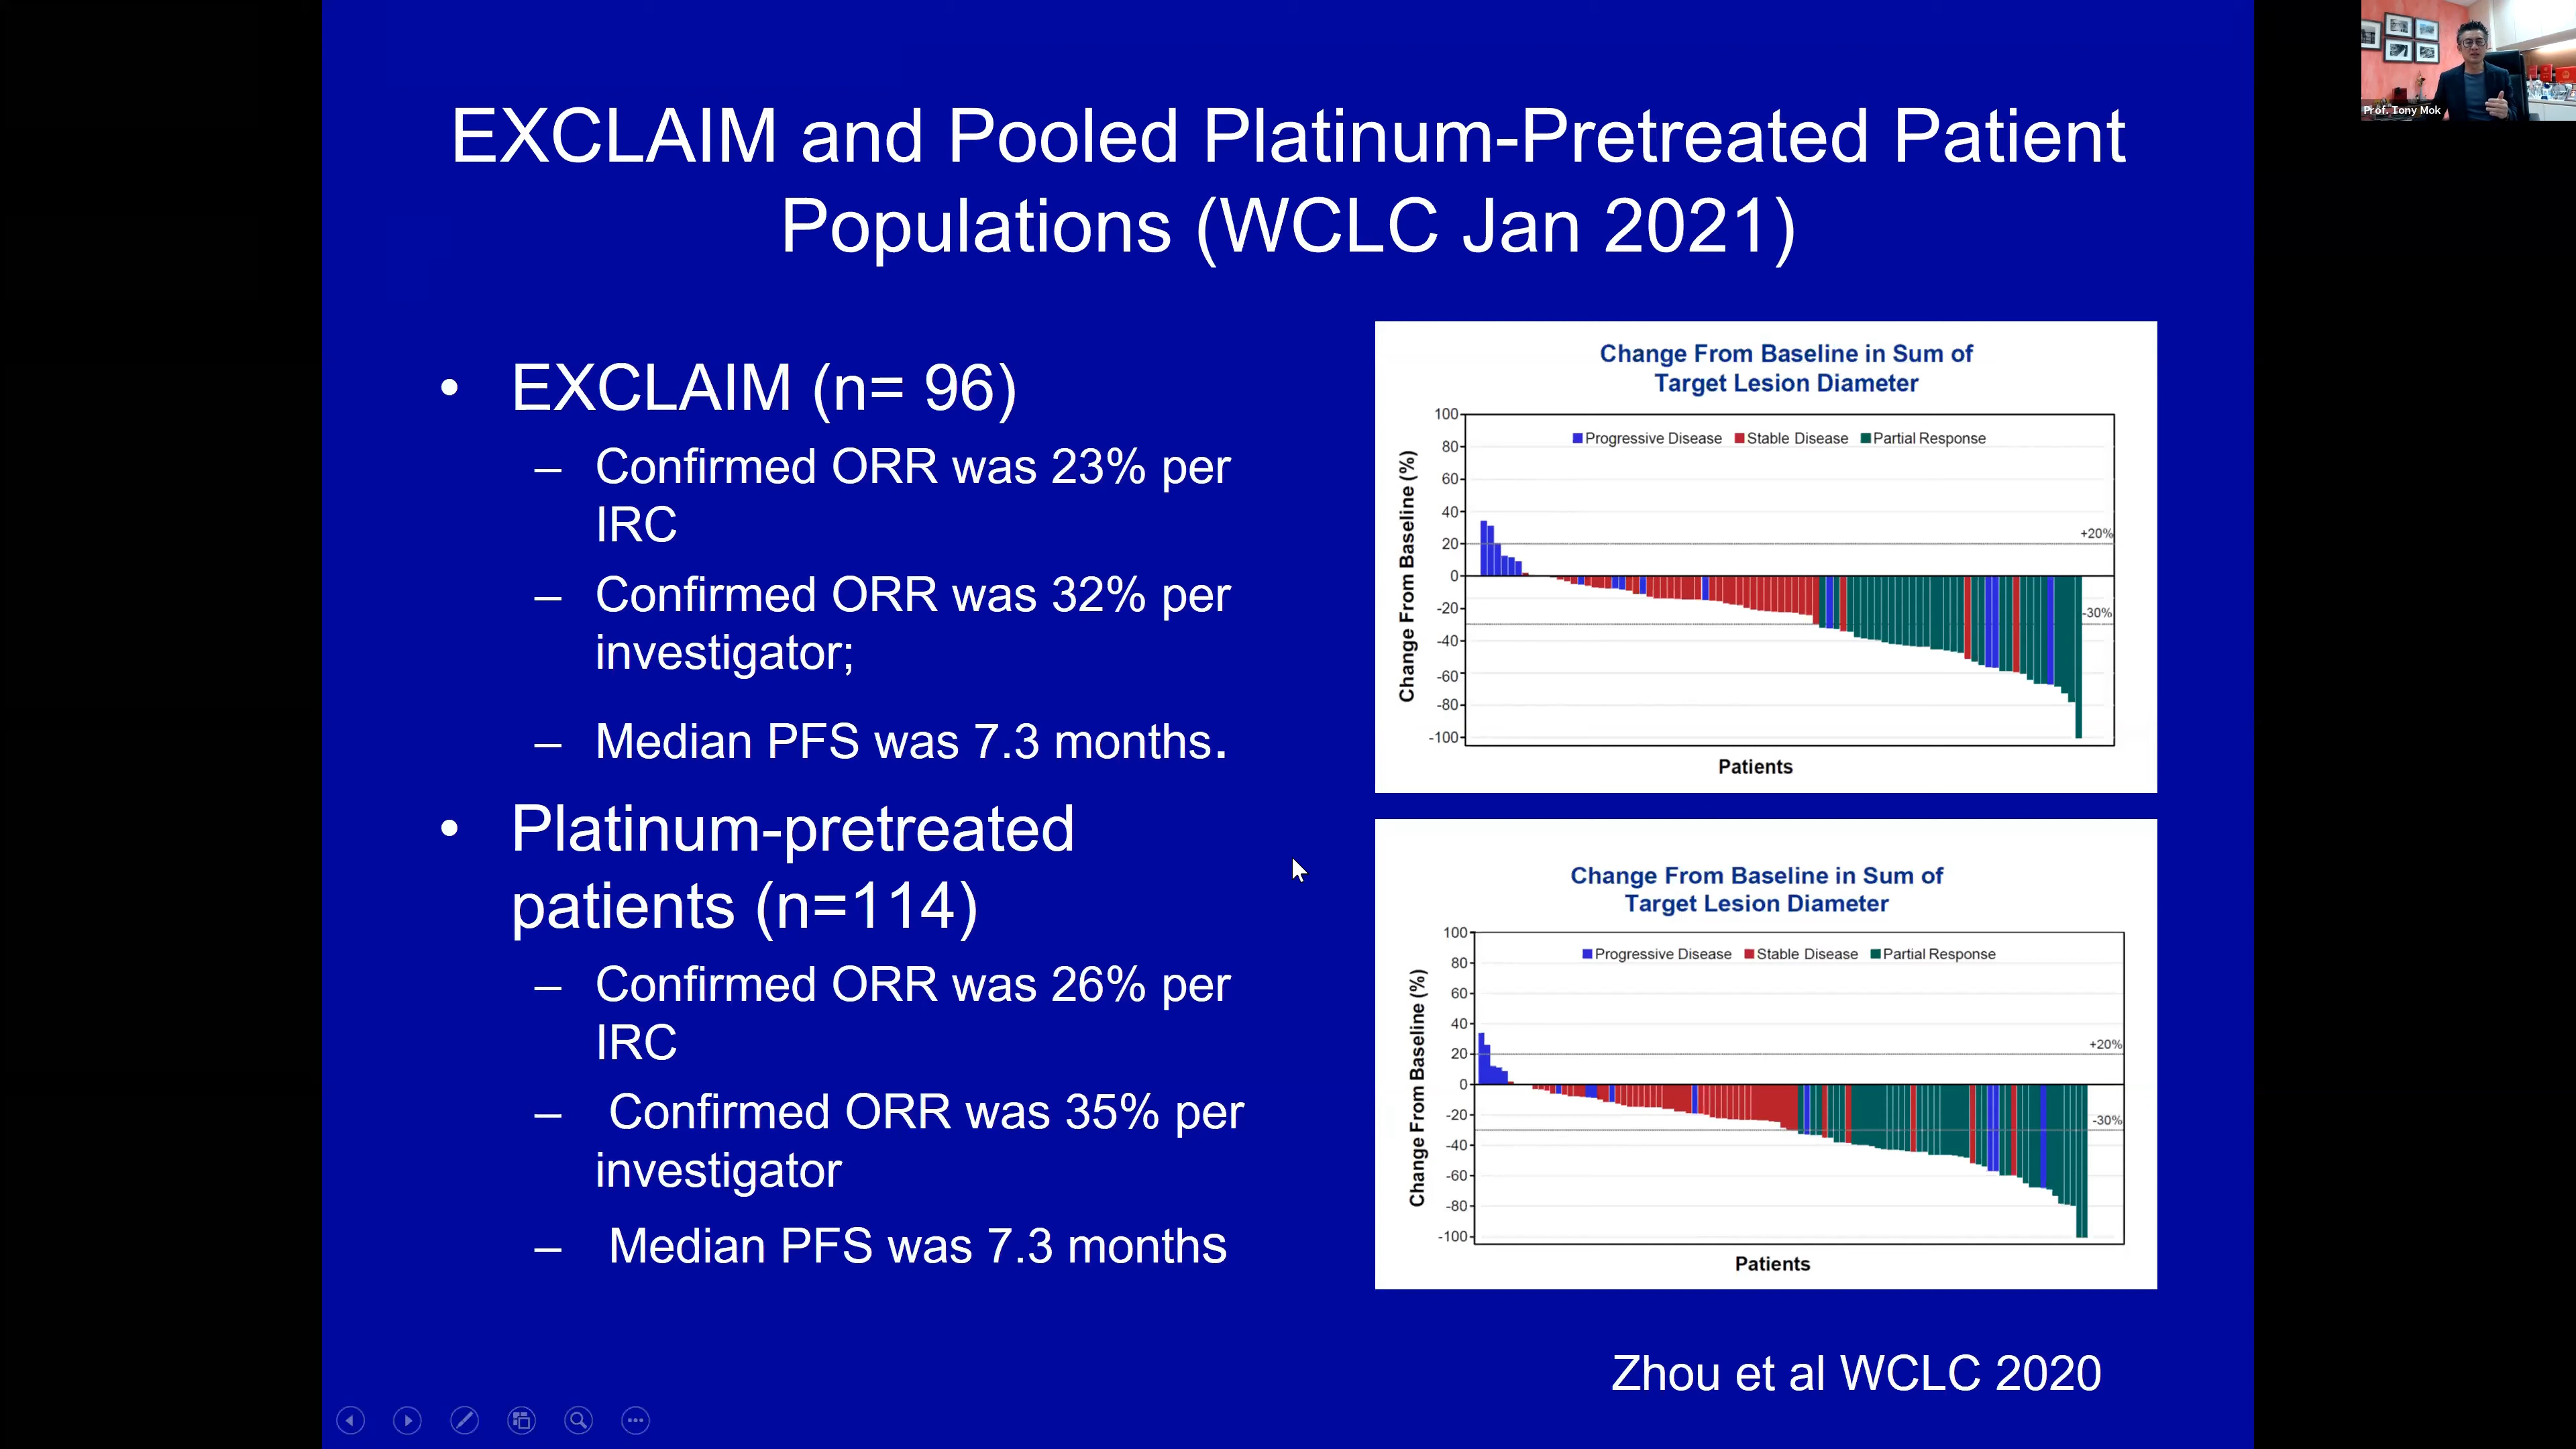 EXCLAIM and Pooled Platinum-Pretreated Patient
Populations (WCLC Jan 2021)
• EXCLAIM (n= 96)
– Confirmed ORR was 23% per
IRC
– Confirmed ORR was 32% per
investigator;
– Median PFS was 7.3 months.
• Platinum-pretreated
patients (n=114)
– Confirmed ORR was 26% per
IRC
– Confirmed ORR was 35% per
investigator
– Median PFS was 7.3 months
Change From Baseline in Sum of
Target Lesion Diameter
Progressive Disease Stable Disease Partial Response
Change From Baseline (%)
100
80
60
40
20
0
-20
-40
-60
-80
-100
+20%
-30%
Patients
Change From Baseline in Sum of
Target Lesion Diameter
Progressive Disease Stable Disease Partial Response
Change From Baseline (%)
100
80
60
40
20
0
-20
-40
-60
-80
-100
+20%
-30%
Patients
Zhou et al WCLC 2020
Prof. Tony Mok